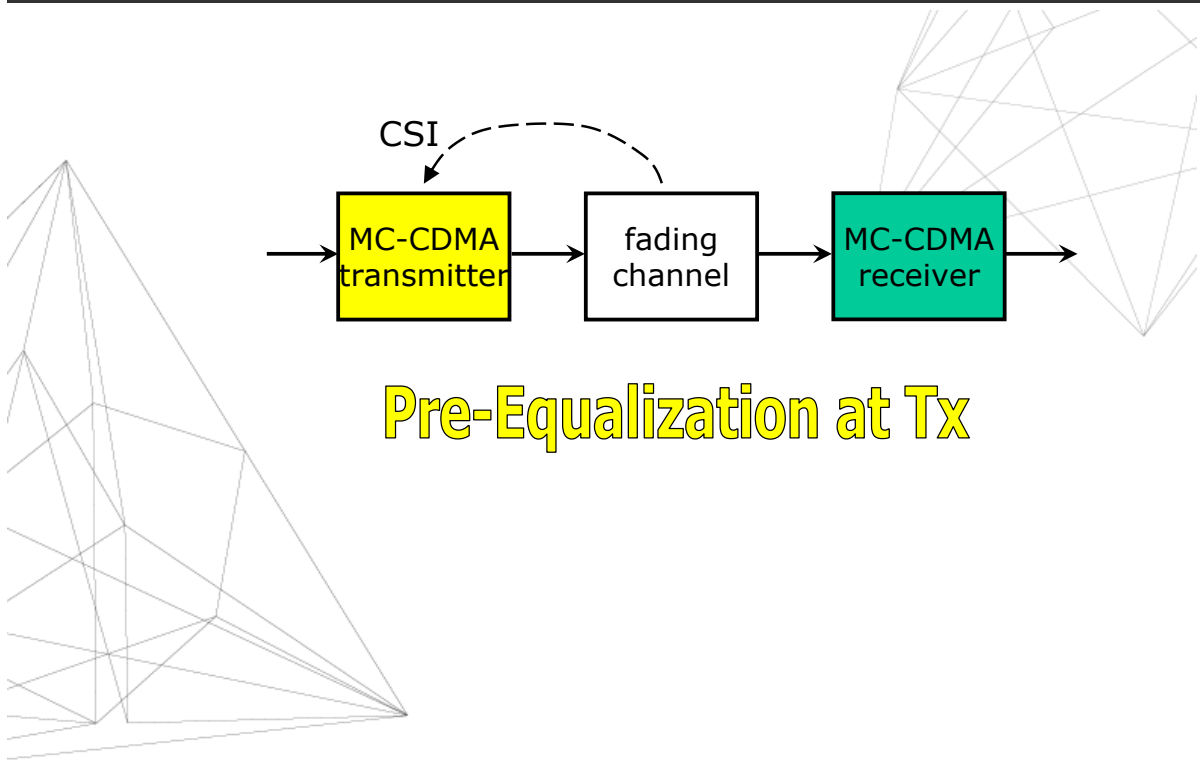 CSI
MC-CDMA
transmitter
fading
channel
MC-CDMA
receiver
Pre-Equalization at Tx